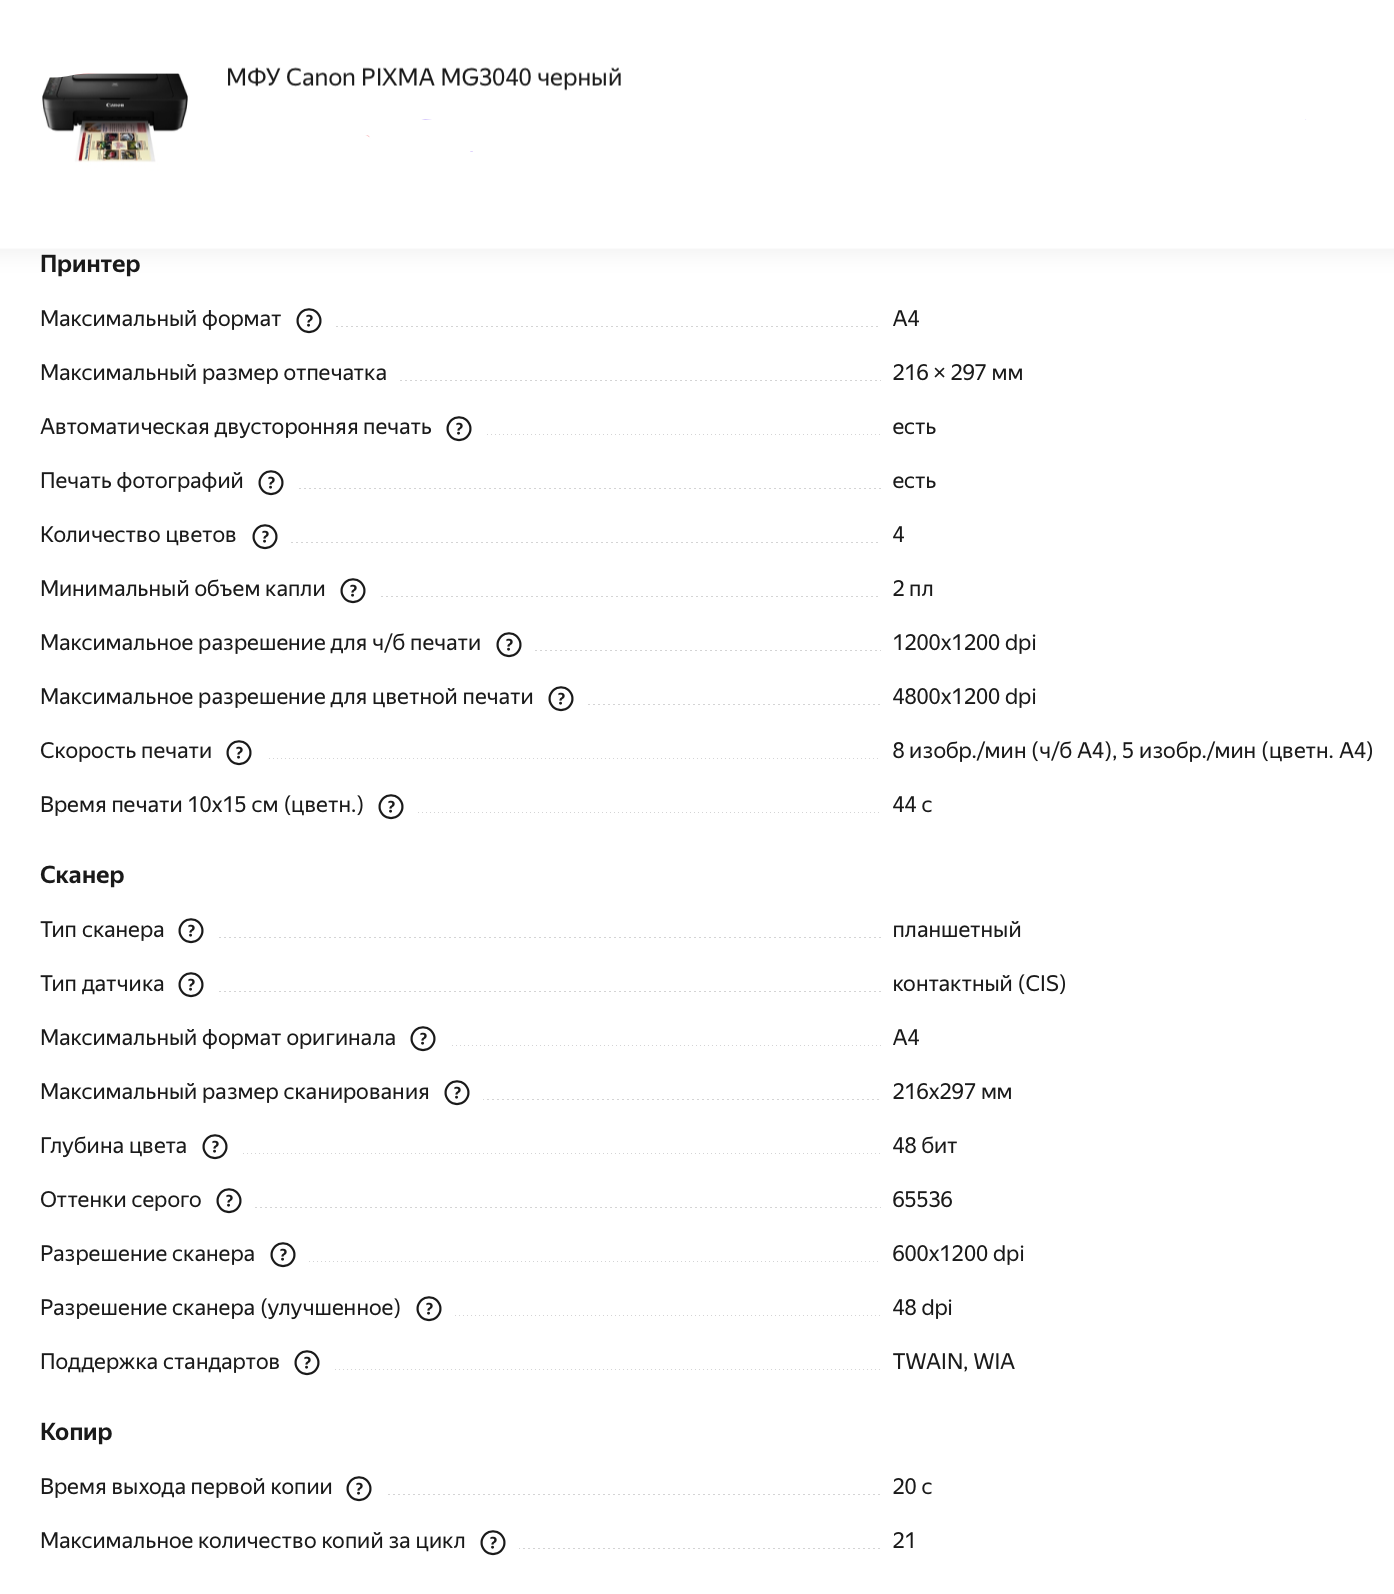 МФУ Canon PIXMA MG3040 черный
Canon
Принтер
Максимальный формат ? A4
Максимальный размер отпечатка 216 × 297 мм
Автоматическая двусторонняя печать ? есть
Печать фотографий ? есть
Количество цветов ? 4
Минимальный объем капли ? 2 пл
Максимальное разрешение для ч/б печати ? 1200x1200 dpi
Максимальное разрешение для цветной печати ? 4800x1200 dpi
Скорость печати ? 8 изобр./мин (ч/б А4), 5 изобр./мин (цветн. А4)
Время печати 10x15 см (цветн.) ? 44 с
Сканер
Тип сканера ? планшетный
Тип датчика ? контактный (CIS)
Максимальный формат оригинала ? A4
Максимальный размер сканирования ? 216x297 мм
Глубина цвета ? 48 бит
Оттенки серого ? 65536
Разрешение сканера ? 600x1200 dpi
Разрешение сканера (улучшенное) ? 48 dpi
Поддержка стандартов ? TWAIN, WIA
Копир
Время выхода первой копии ? 20 с
Максимальное количество копий за цикл ? 21